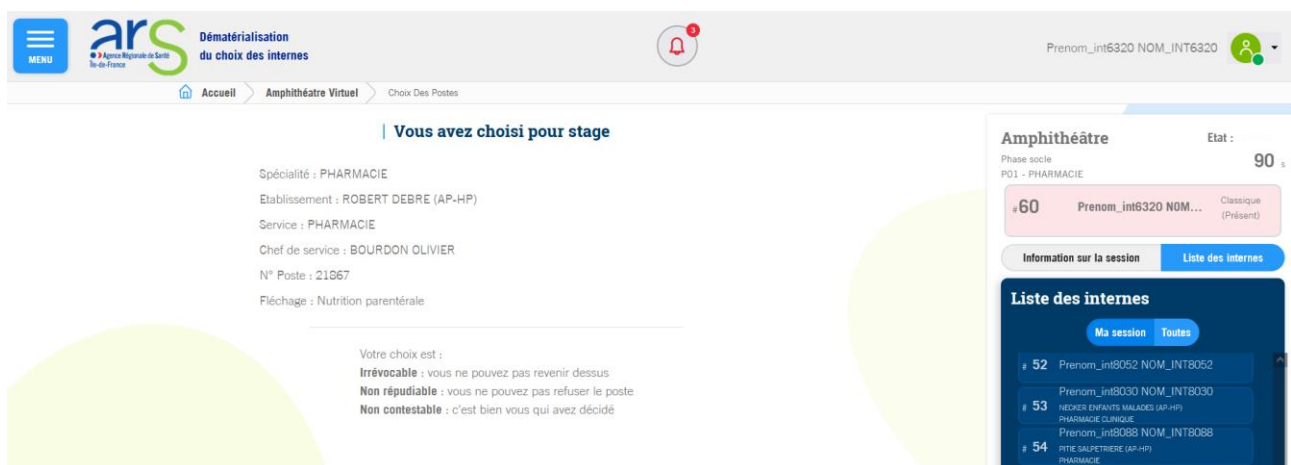 MENU
ars
Agence Régionale de Santé
Île-de-France
Dématérialisation
du choix des internes
3
Prenom_int6320 NOM_INT6320
Accueil
Amphithéatre Virtuel
Choix Des Postes
Vous avez choisi pour stage
Spécialité : PHARMACIE
Etablissement : ROBERT DEBRE (AP-HP)
Service : PHARMACIE
Chef de service : BOURDON OLIVIER
N° Poste : 21867
Fléchage : Nutrition parentérale
Votre choix est :
Irrévocable : vous ne pouvez pas revenir dessus
Non répudiable : vous ne pouvez pas refuser le poste
Non contestable : c'est bien vous qui avez décidé
Amphithéâtre
Etat :
Phase socle
90 s
P01 - PHARMACIE
#60
Prenom_int6320 NOM...
Classique
(Présent)
Information sur la session
Liste des internes
Liste des internes
Ma session
Toutes
# 52 Prenom_int8052 NOM_INT8052
Prenom_int8030 NOM_INT8030
# 53 NECKER ENFANTS MALADES (AP-HP)
PHARMACIE CLINIQUE
Prenom_int8088 NOM_INT8088
# 54 PITIE SALPETRIERE (AP-HP)
PHARMACIE